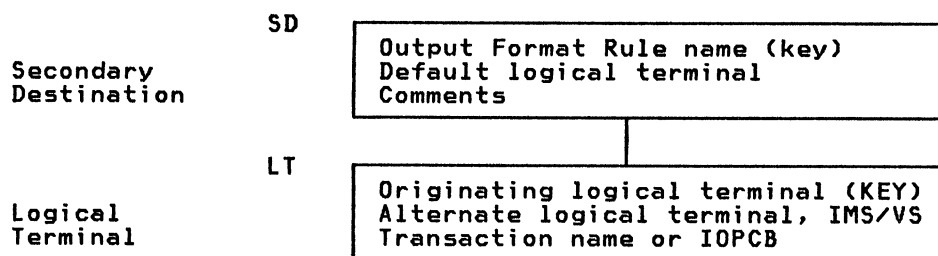 SD
Output Format Rule name (key)
Secondary Default logical terminal
Destination Comments
LT
Originating logical terminal (KEY)
Logical Alternate logical terminal, IMS/VS
Terminal Transaction name or IOPCB